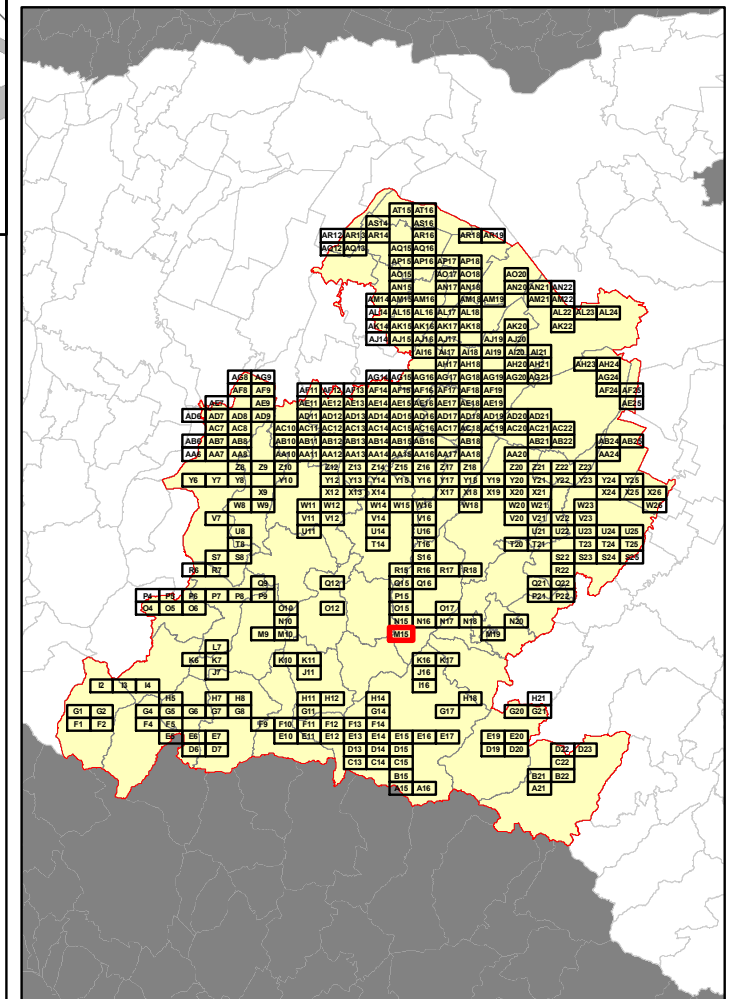 AT15 AT16
AS14 AS16
AR12 AR13 AR14 AR16 AR18 AR19
AQ12 AQ13 AQ15 AQ16
AP15 AP16 AP17 AP18
AO15 AO17 AO18 AO20
AN15 AN17 AN18 AN20 AN21 AN22
AM14 AM15 AM16 AM18 AM19 AM21 AM22
AL14 AL15 AL16 AL17 AL18 AL22 AL23 AL24
AK14 AK15 AK16 AK17 AK18 AK20 AK22
AJ14 AJ15 AJ16 AJ17 AJ19 AJ20
AI16 AI17 AI18 AI19 AI20 AI21
AH17 AH18 AH20 AH21 AH23 AH24
AG8 AG9 AG14 AG15 AG16 AG17 AG18 AG19 AG20 AG21 AG24
AF8 AF9 AF11 AF12 AF13 AF14 AF15 AF16 AF17 AF18 AF19 AF24 AF25
AE7 AE9 AE11 AE12 AE13 AE14 AE15 AE16 AE17 AE18 AE19 AE25
AD6 AD7 AD8 AD9 AD11 AD12 AD13 AD14 AD15 AD16 AD17 AD18 AD19 AD20 AD21
AC7 AC8 AC10 AC11 AC12 AC13 AC14 AC15 AC16 AC17 AC18 AC19 AC20 AC21 AC22
AB6 AB7 AB8 AB10 AB11 AB12 AB13 AB14 AB15 AB16 AB18 AB21 AB22 AB24 AB25
AA6 AA7 AA8 AA10 AA11 AA12 AA13 AA14 AA15 AA16 AA17 AA18 AA20 AA24
Z8 Z9 Z10 Z12 Z13 Z14 Z15 Z16 Z17 Z18 Z20 Z21 Z22 Z23
Y6 Y7 Y8 Y10 Y12 Y13 Y14 Y15 Y16 Y17 Y18 Y19 Y20 Y21 Y22 Y23 Y24 Y25
X9 X12 X13 X14 X17 X18 X19 X20 X21 X24 X25 X26
W8 W9 W11 W12 W14 W15 W16 W18 W20 W21 W23 W26
V7 V11 V12 V14 V16 V20 V21 V22 V23
U8 U11 U14 U16 U21 U22 U23 U24 U25
T8 T14 T16 T20 T21 T23 T24 T25
S7 S8 S16 S22 S23 S24 S25
R6 R7 R15 R16 R17 R18 R22
Q9 Q12 Q15 Q16 Q21 Q22
P4 P5 P6 P7 P8 P9 P15 P21 P22
O4 O5 O6 O10 O12 O15 O17
N10 N15 N16 N17 N18 N20
M9 M10 M15 M19
L7
K6 K7 K10 K11 K16 K17
J7 J11 J16
I2 I3 I4 I16
H5 H7 H8 H11 H12 H14 H18 H21
G1 G2 G4 G5 G6 G7 G8 G11 G14 G17 G20 G21
F1 F2 F4 F5 F9 F10 F11 F12 F13 F14
E5 E6 E7 E10 E11 E12 E13 E14 E15 E16 E17 E19 E20
D6 D7 D13 D14 D15 D19 D20 D22 D23
C13 C14 C15 C22
B15 B21 B22
A15 A16 A21